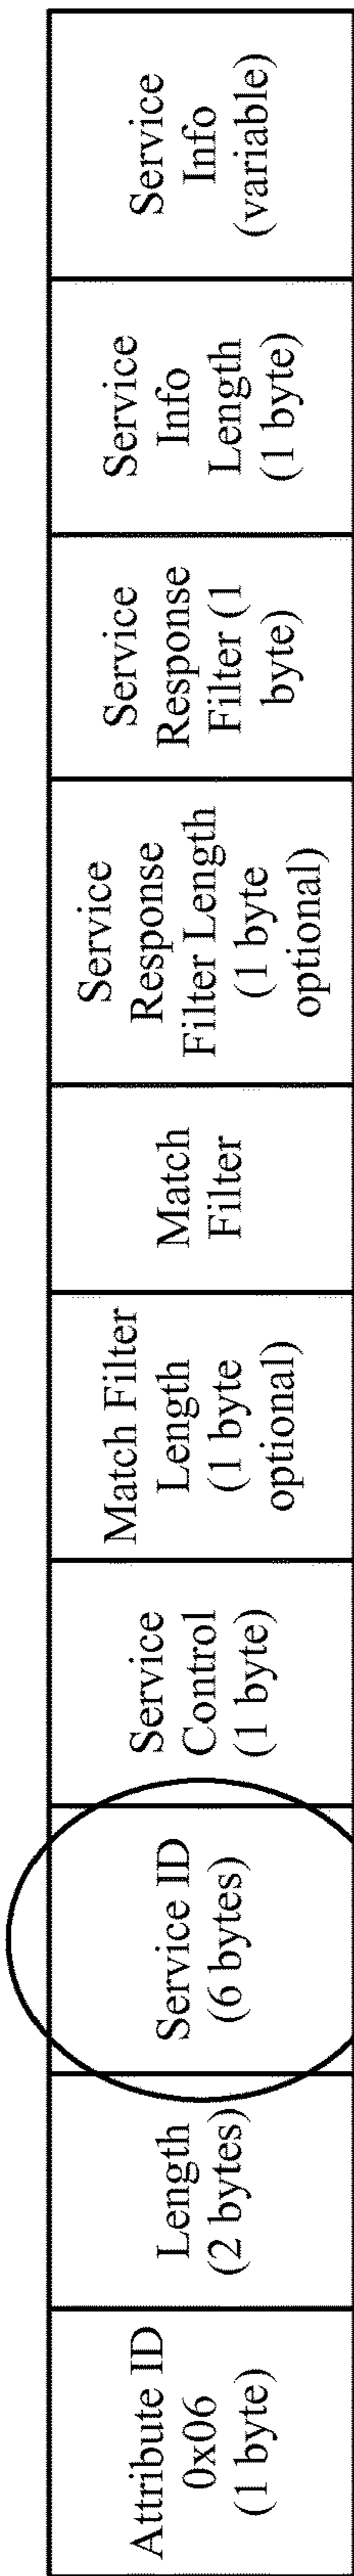 Attribute ID
0x06
(1 byte)
Length
(2 bytes)
Service ID
(6 bytes)
Service
Control
(1 byte)
Match Filter
Length
(1 byte
optional)
Match
Filter
Service
Response
Filter Length
(1 byte
optional)
Service
Response
Filter (1
byte)
Service
Info
Length
(1 byte)
Service
Info
(variable)